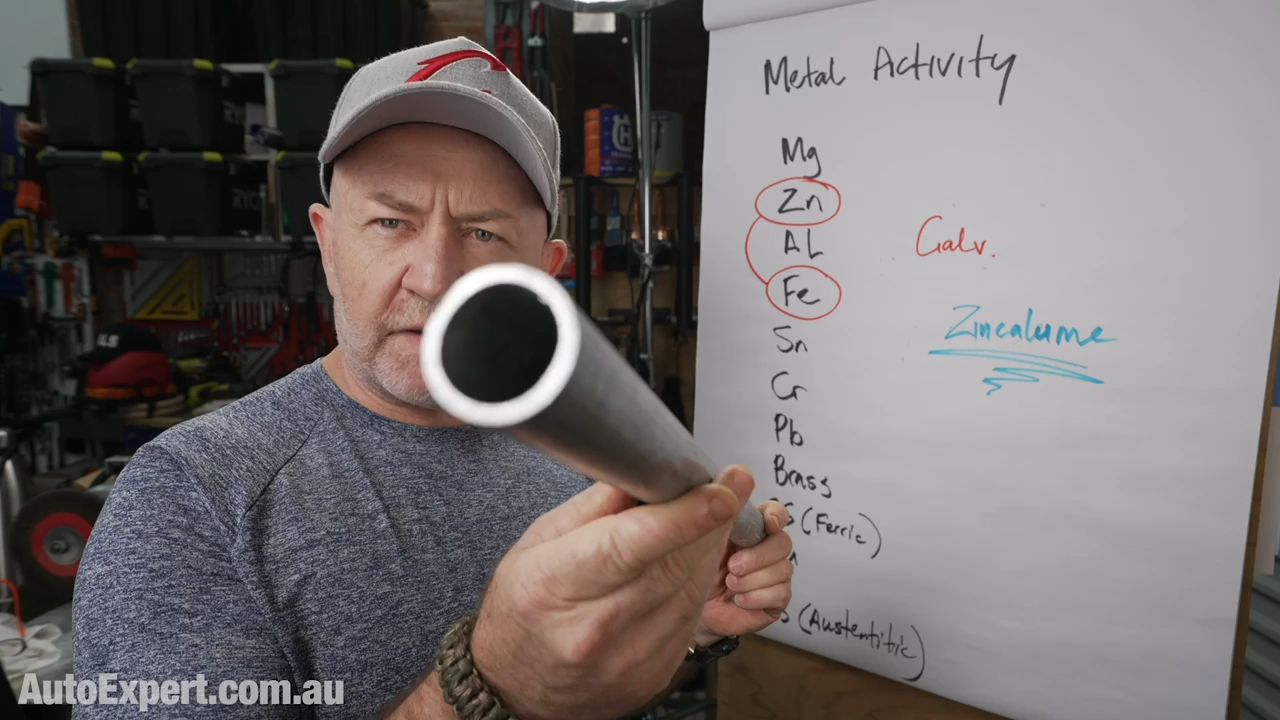 Metal Activity
Mg
Zn
AL
Galv.
Fe
Zincalume
Sn
Cr
Pb
Brass
(Ferric)
(Austentitic)
AutoExpert.com.au